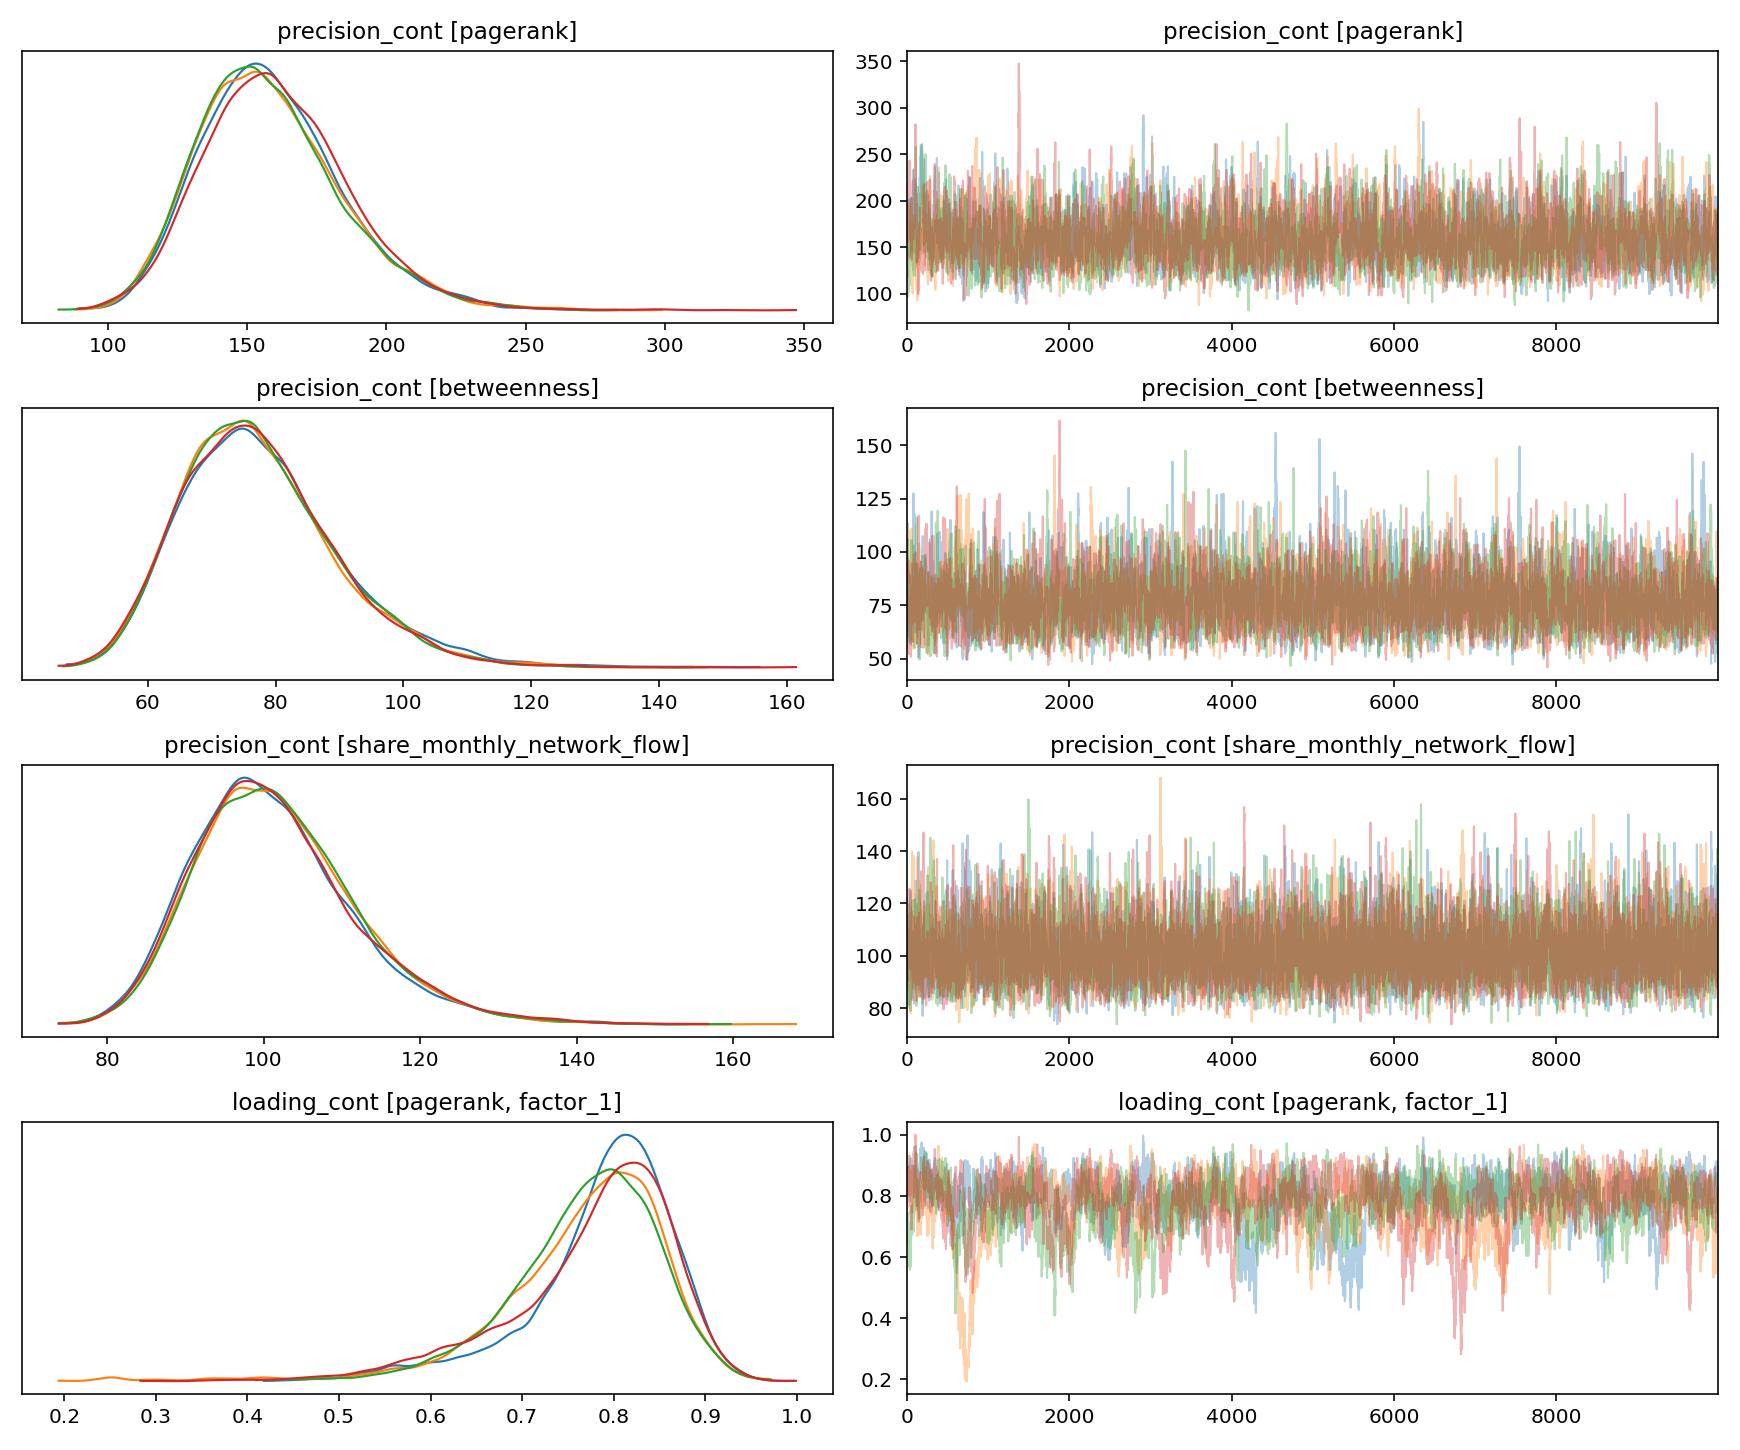 precision_cont [pagerank]
100 150 200 250 300 350
precision_cont [pagerank]
350
300
250
200
150
100
0 2000 4000 6000 8000
precision_cont [betweenness]
60 80 100 120 140 160
precision_cont [betweenness]
150
125
100
75
50
0 2000 4000 6000 8000
precision_cont [share_monthly_network_flow]
80 100 120 140 160
precision_cont [share_monthly_network_flow]
160
140
120
100
80
0 2000 4000 6000 8000
loading_cont [pagerank, factor_1]
0.2 0.3 0.4 0.5 0.6 0.7 0.8 0.9 1.0
loading_cont [pagerank, factor_1]
1.0
0.8
0.6
0.4
0.2
0 2000 4000 6000 8000